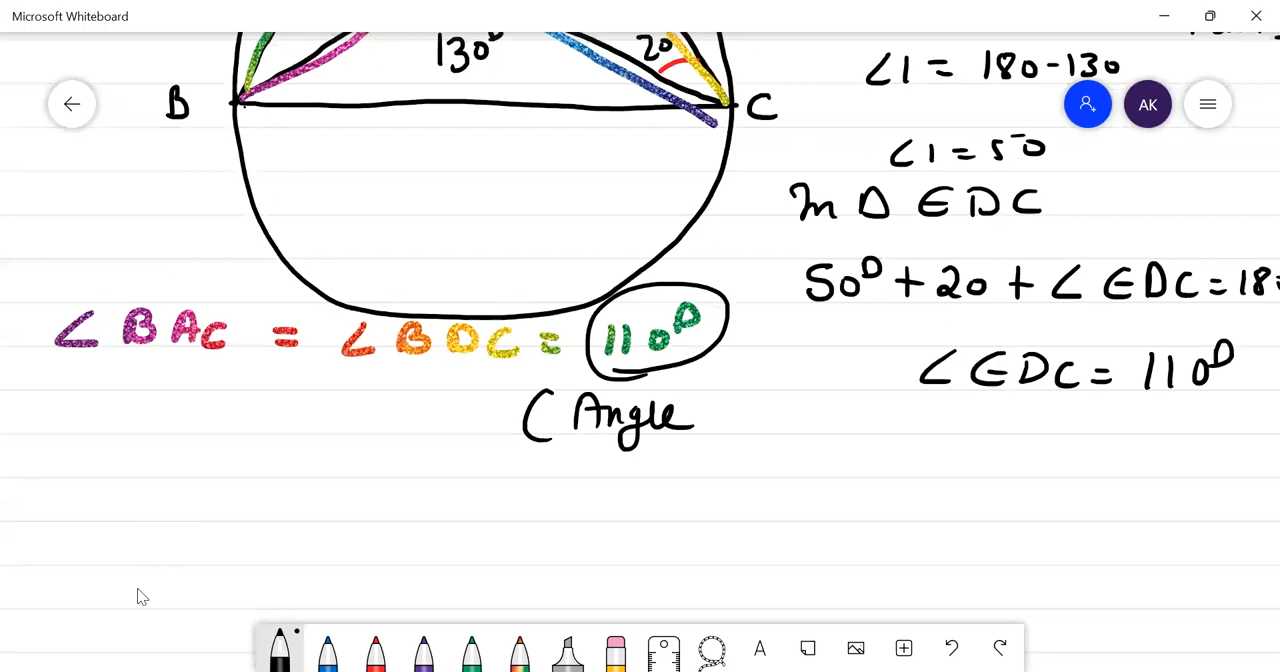 Microsoft Whiteboard
130°
20
B
C
∠1 = 180-130
AK
∠1 = 50
In Δ EDC
50° + 20 + ∠ EDC = 18
∠ EDC = 110°
∠ BAC = ∠ BDC = 110°
( Angle
A